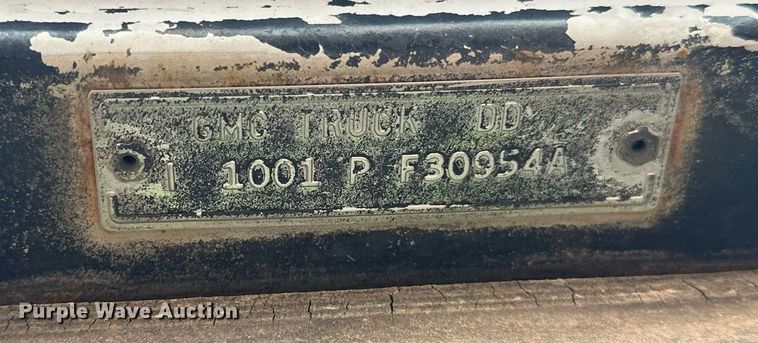 GMC TRUCK DD
I 1001 P F30954A
Purple Wave Auction